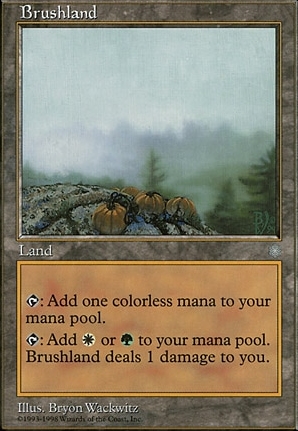 Brushland
Land
: Add one colorless mana to your
mana pool.
: Add or to your mana pool.
Brushland deals 1 damage to you.
Illus. Bryon Wackwitz
©1993-1998 Wizards of the Coast, Inc.